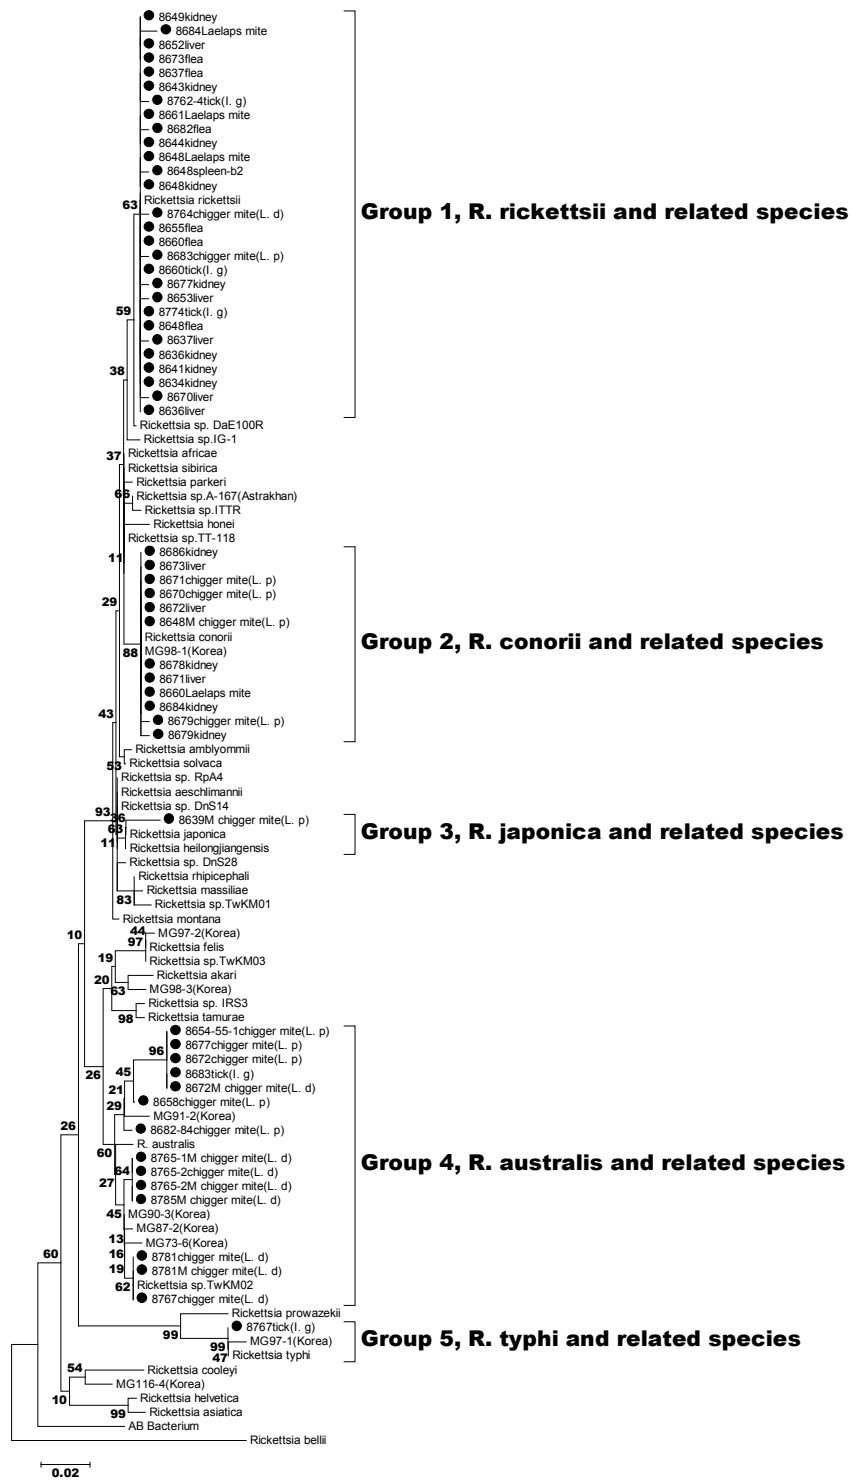 8649kidney
8684Laelaps mite
8652liver
8673flea
8637flea
8643kidney
8762-4tick(I. g)
8661Laelaps mite
8682flea
8644kidney
8648Laelaps mite
8648spleen-b2
8648kidney
Rickettsia rickettsii
63
Group 1, R. rickettsii and related species
8764chigger mite(L. d)
8655flea
8660flea
8683chigger mite(L. p)
8660tick(I. g)
8677kidney
8653liver
8774tick(I. g)
59
8648flea
8637liver
8636kidney
8641kidney
38
8634kidney
8670liver
8636liver
Rickettsia sp. DaE100R
Rickettsia sp.IG-1
Rickettsia africae
37
Rickettsia sibirica
Rickettsia parkeri
66
Rickettsia sp.A-167(Astrakhan)
Rickettsia sp.ITTR
Rickettsia honei
Rickettsia sp.TT-118
8686kidney
11
8673liver
8671chigger mite(L. p)
8670chigger mite(L. p)
29
8672liver
8648M chigger mite(L. p)
Rickettsia conorii
Group 2, R. conorii and related species
88
MG98-1(Korea)
8678kidney
8671liver
8660Laelaps mite
8684kidney
43
8679chigger mite(L. p)
8679kidney
Rickettsia amblyommii
53
Rickettsia solvaca
Rickettsia sp. RpA4
Rickettsia aeschlimannii
Rickettsia sp. DnS14
93
36
8639M chigger mite(L. p)
63
Rickettsia japonica
Group 3, R. japonica and related species
11
Rickettsia heilongjiangensis
Rickettsia sp. DnS28
Rickettsia rhipicephali
Rickettsia massiliae
83
Rickettsia sp.TwKM01
Rickettsia montana
10
44
MG97-2(Korea)
97
Rickettsia felis
19
Rickettsia sp.TwKM03
Rickettsia akari
20
63
MG98-3(Korea)
Rickettsia sp. IRS3
98
Rickettsia tamurae
8654-55-1chigger mite(L. p)
8677chigger mite(L. p)
96
8672chigger mite(L. p)
26
45
8683tick(I. g)
8672M chigger mite(L. d)
21
8658chigger mite(L. p)
29
MG91-2(Korea)
26
8682-84chigger mite(L. p)
R. australis
60
8765-1M chigger mite(L. d)
Group 4, R. australis and related species
64
8765-2chigger mite(L. d)
27
8765-2M chigger mite(L. d)
8785M chigger mite(L. d)
45
MG90-3(Korea)
MG87-2(Korea)
13
MG73-6(Korea)
60
16
8781chigger mite(L. d)
19
8781M chigger mite(L. d)
62
Rickettsia sp.TwKM02
8767chigger mite(L. d)
Rickettsia prowazekii
8767tick(I. g)
99
99
MG97-1(Korea)
Group 5, R. typhi and related species
47
Rickettsia typhi
54
Rickettsia cooleyi
MG116-4(Korea)
10
Rickettsia helvetica
99
Rickettsia asiatica
AB Bacterium
Rickettsia bellii
0.02